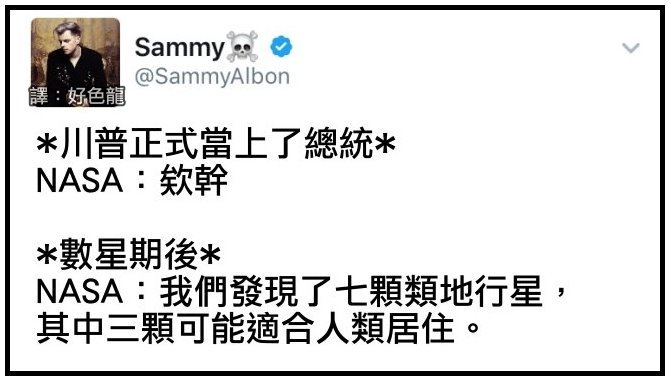 Sammy☠️
@SammyAlbon
譯：好色龍
*川普正式當上了總統*
NASA：欸幹
*數星期後*
NASA：我們發現了七顆類地行星，
其中三顆可能適合人類居住。